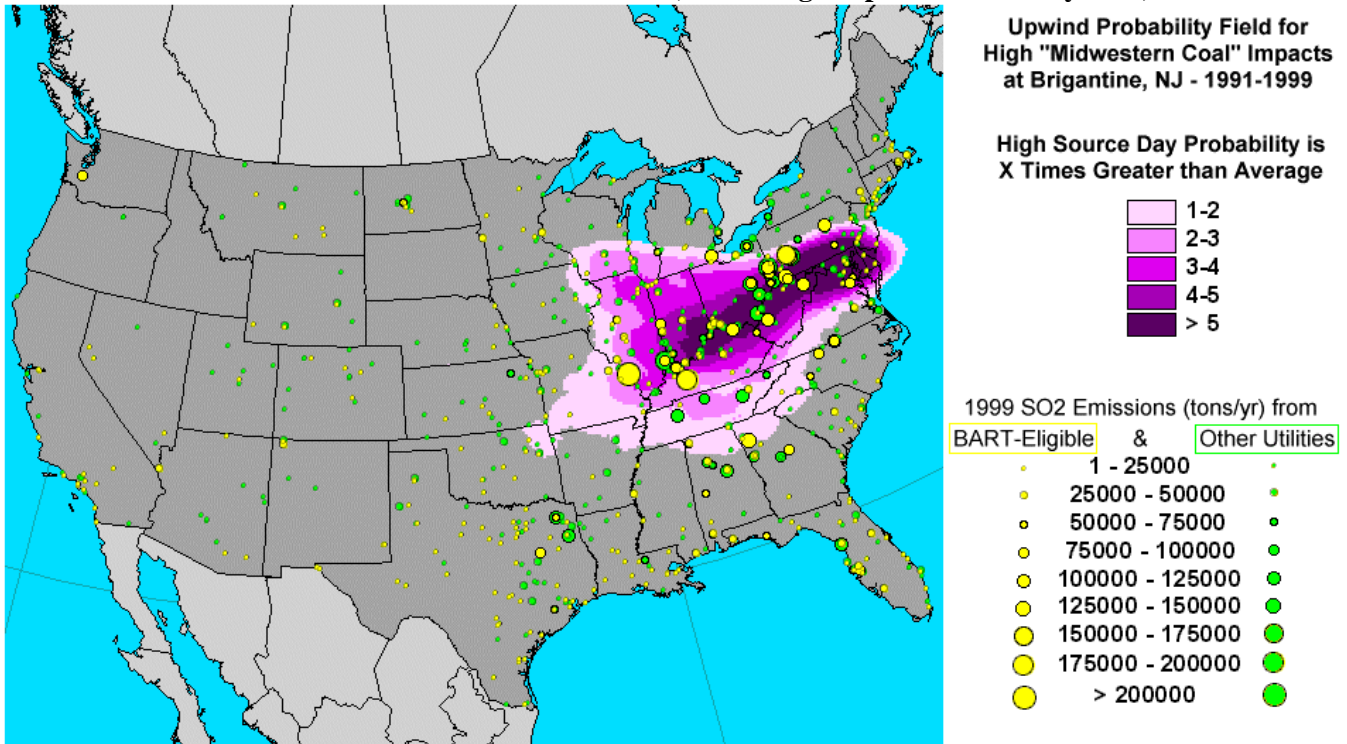 Upwind Probability Field for
High "Midwestern Coal" Impacts
at Brigantine, NJ - 1991-1999
High Source Day Probability is
X Times Greater than Average
1-2
2-3
3-4
4-5
> 5
1999 SO2 Emissions (tons/yr) from
BART-Eligible & Other Utilities
1 - 25000
25000 - 50000
50000 - 75000
75000 - 100000
100000 - 125000
125000 - 150000
150000 - 175000
175000 - 200000
> 200000